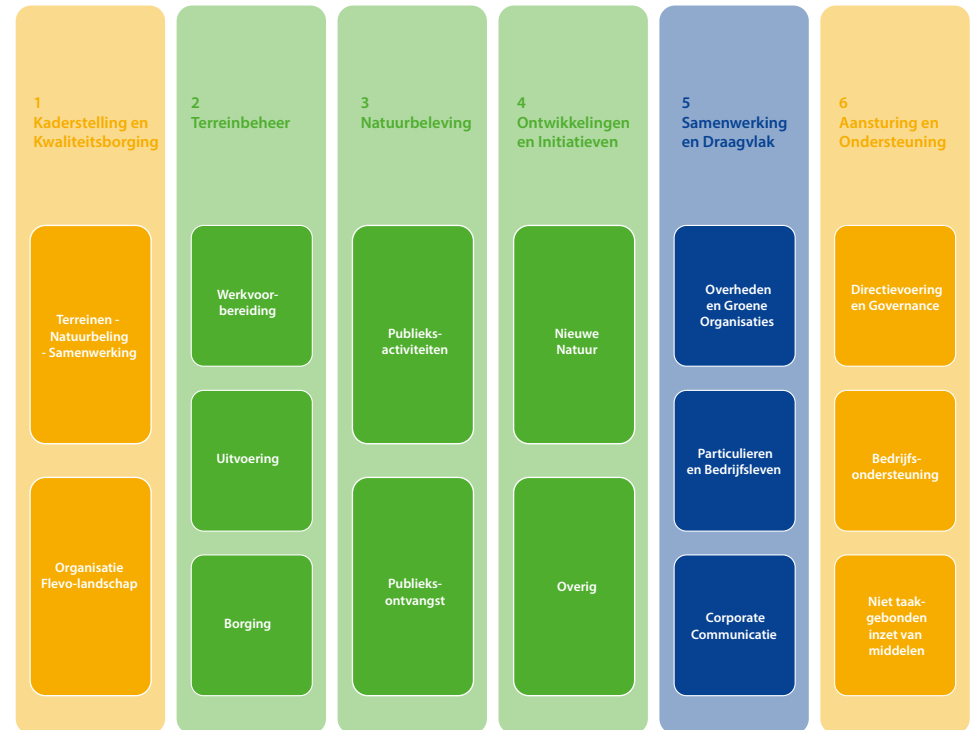 1
Kaderstelling en
Kwaliteitsborging
Terreinen -
Natuurbeling
- Samenwerking
Organisatie
Flevo-landschap
2
Terreinbeheer
Werkvoor-
bereiding
Uitvoering
Borging
3
Natuurbeleving
Publieks-
activiteiten
Publieks-
ontvangst
4
Ontwikkelingen
en Initiatieven
Nieuwe
Natuur
Overig
5
Samenwerking
en Draagvlak
Overheden
en Groene
Organisaties
Particulieren
en Bedrijfsleven
Corporate
Communicatie
6
Aansturing en
Ondersteuning
Directievoering
en Governance
Bedrijfs-
ondersteuning
Niet taak-
gebonden
inzet van
middelen